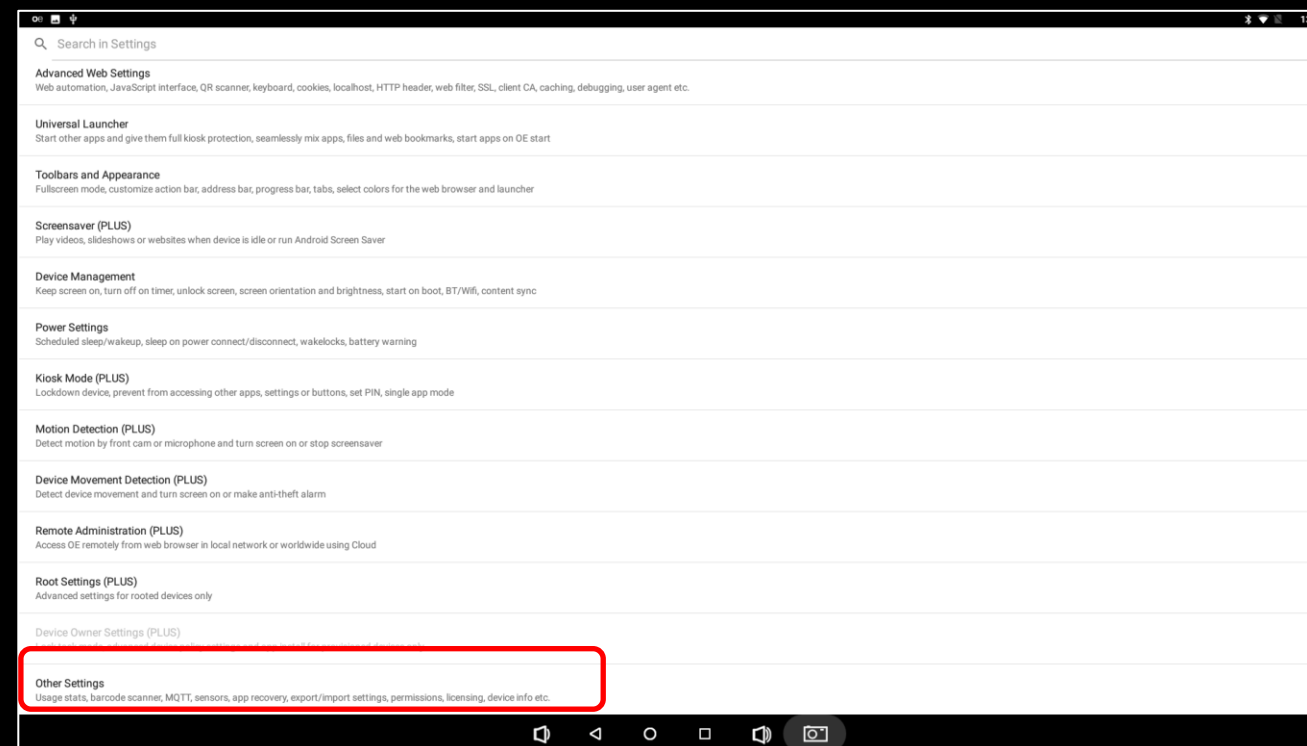 Search in Settings
Advanced Web Settings
Web automation, JavaScript interface, QR scanner, keyboard, cookies, localhost, HTTP header, web filter, SSL, client CA, caching, debugging, user agent etc.
Universal Launcher
Start other apps and give them full kiosk protection, seamlessly mix apps, files and web bookmarks, start apps on OE start
Toolbars and Appearance
Fullscreen mode, customize action bar, address bar, progress bar, tabs, select colors for the web browser and launcher
Screensaver (PLUS)
Play videos, slideshows or websites when device is idle or run Android Screen Saver
Device Management
Keep screen on, turn off on timer, unlock screen, screen orientation and brightness, start on boot, BT/Wifi, content sync
Power Settings
Scheduled sleep/wakeup, sleep on power connect/disconnect, wakelocks, battery warning
Kiosk Mode (PLUS)
Lockdown device, prevent from accessing other apps, settings or buttons, set PIN, single app mode
Motion Detection (PLUS)
Detect motion by front cam or microphone and turn screen on or stop screensaver
Device Movement Detection (PLUS)
Detect device movement and turn screen on or make anti-theft alarm
Remote Administration (PLUS)
Access OE remotely from web browser in local network or worldwide using Cloud
Root Settings (PLUS)
Advanced settings for rooted devices only
Device Owner Settings (PLUS)
Other Settings
Usage stats, barcode scanner, MQTT, sensors, app recovery, export/import settings, permissions, licensing, device info etc.